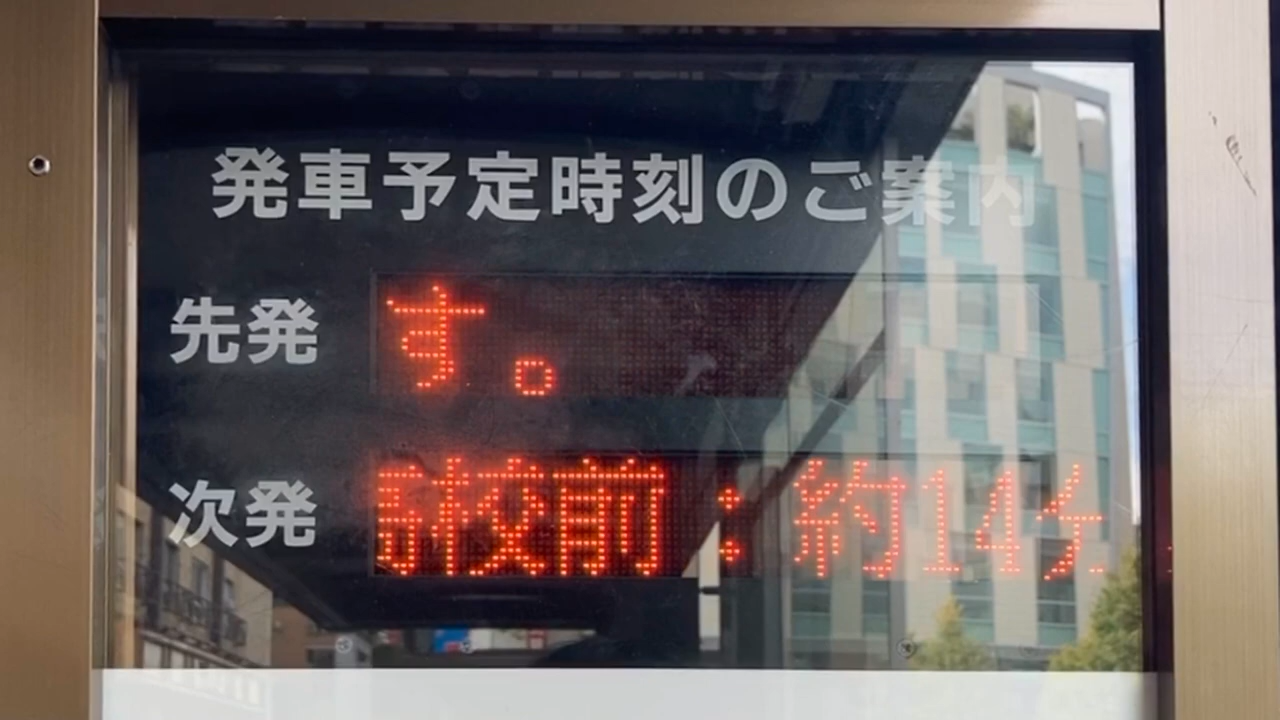 発車予定時刻のご案内
先発 す。
次発 校前：約14分